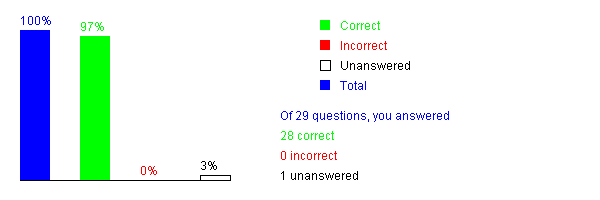 100%
97%
0%
3%
Correct
Incorrect
Unanswered
Total
Of 29 questions, you answered
28 correct
0 incorrect
1 unanswered